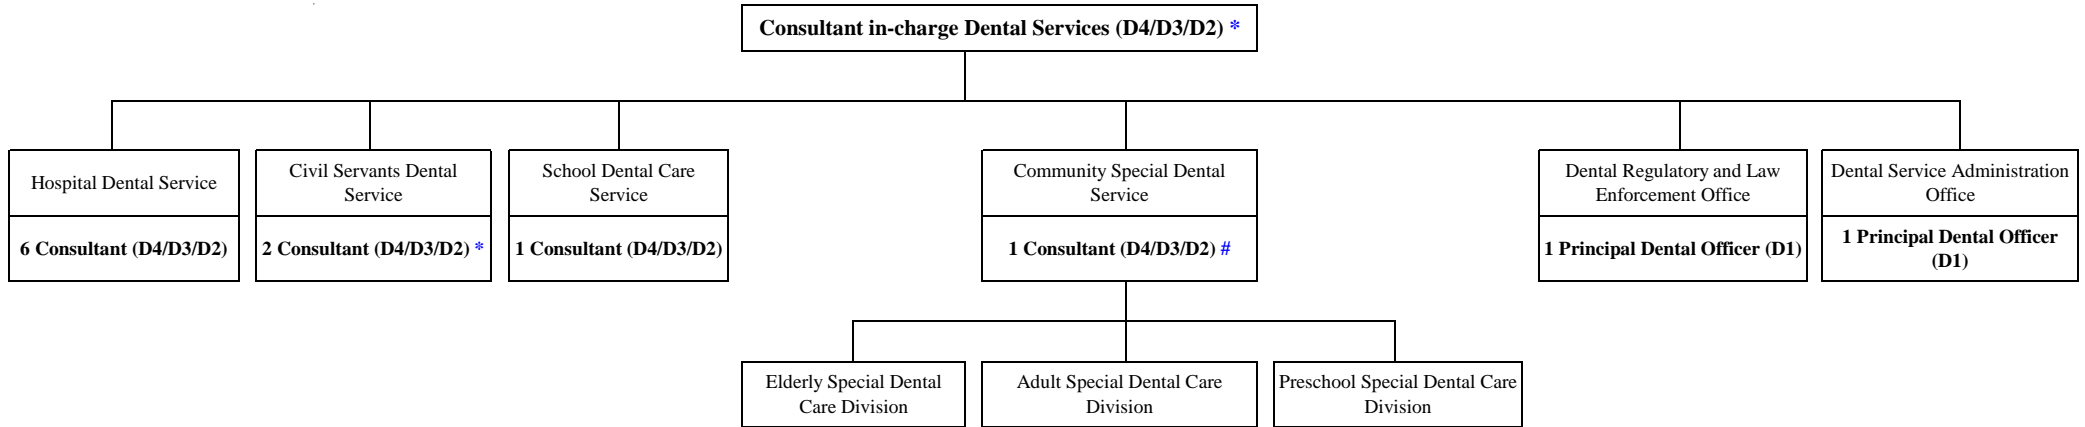 Consultant in-charge Dental Services (D4/D3/D2) *
Hospital Dental Service
6 Consultant (D4/D3/D2)
Civil Servants Dental
Service
2 Consultant (D4/D3/D2) *
School Dental Care
Service
1 Consultant (D4/D3/D2)
Community Special Dental
Service
1 Consultant (D4/D3/D2) #
Dental Regulatory and Law
Enforcement Office
1 Principal Dental Officer (D1)
Dental Service Administration
Office
1 Principal Dental Officer
(D1)
Elderly Special Dental
Care Division
Adult Special Dental Care
Division
Preschool Special Dental Care
Division